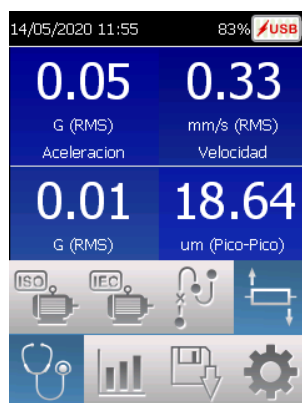 14/05/2020 11:55 83% USB
0.05 0.33
G (RMS) mm/s (RMS)
Aceleracion Velocidad
0.01 18.64
G (RMS) um (Pico-Pico)
ISO IEC